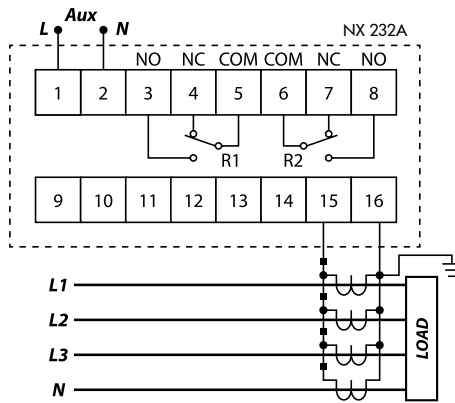 Aux
L N
NX 232A
NO NC COM COM NC NO
1 2 3 4 5 6 7 8
R1 R2
9 10 11 12 13 14 15 16
L1
L2
L3
N
LOAD